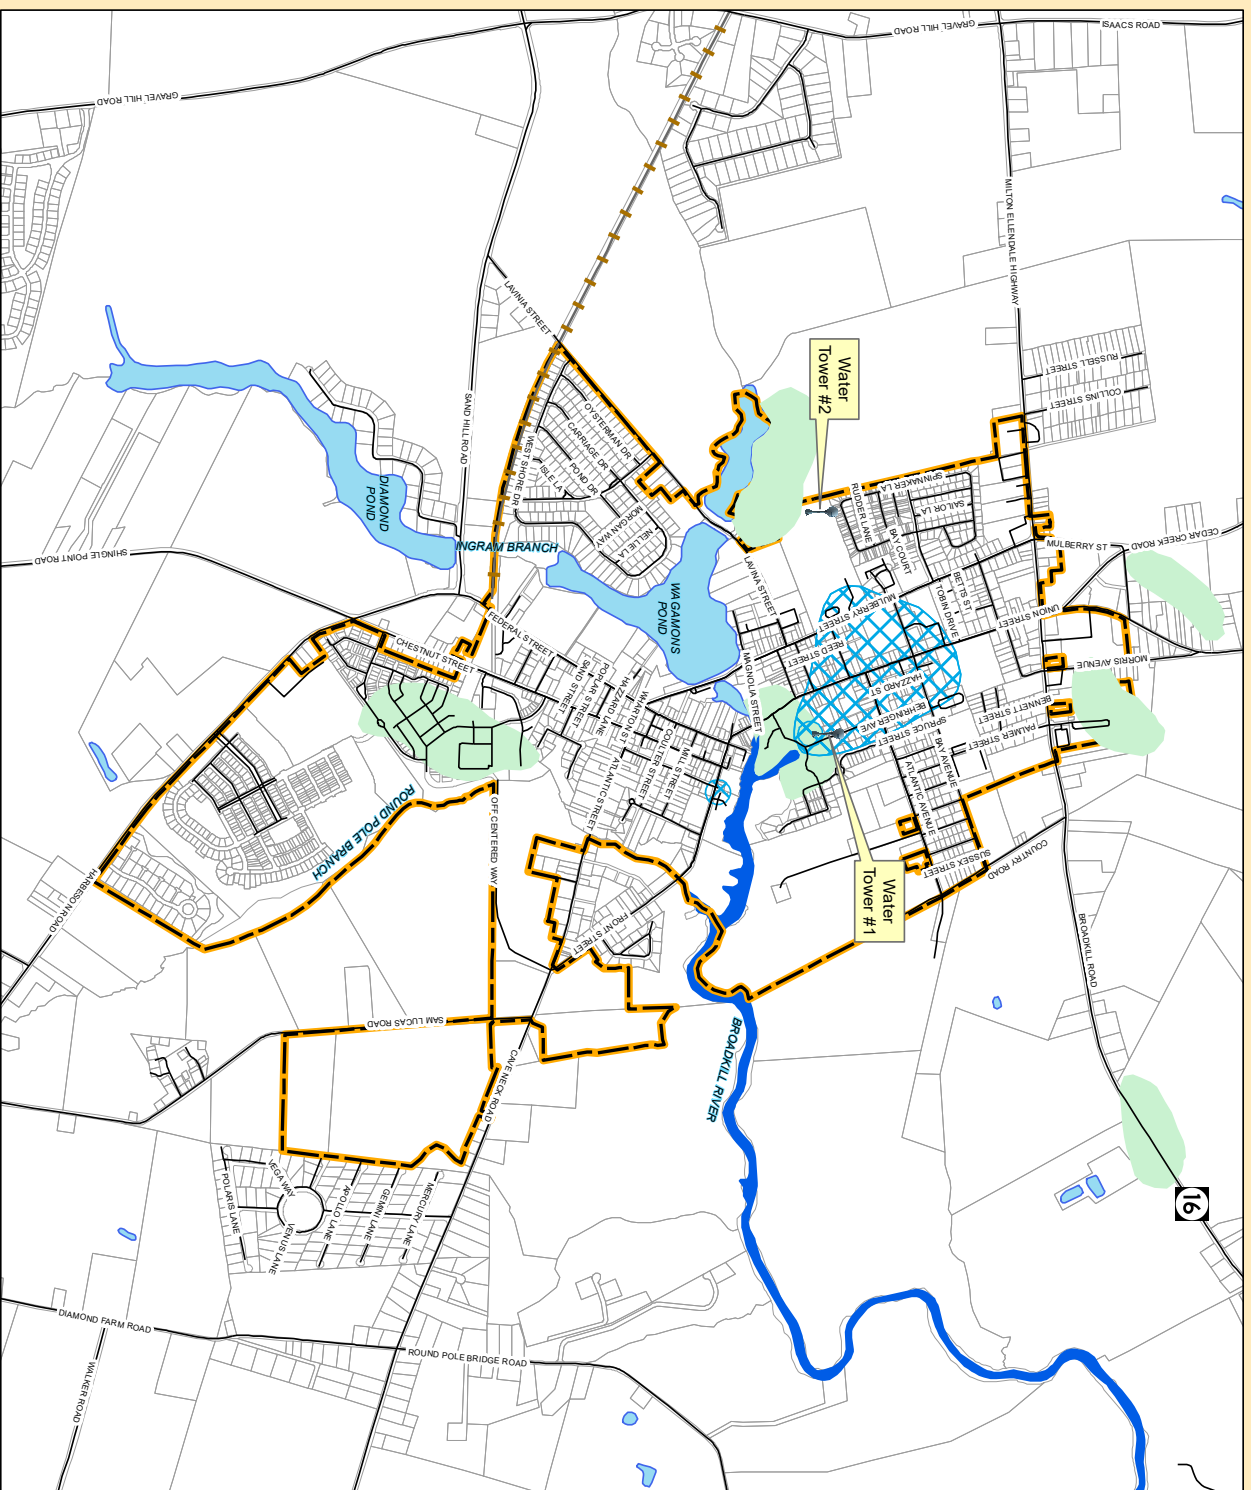 GRAVEL HILL ROAD
ISAACS ROAD
GRAVEL HILL ROAD
MILTON ELLENDALE HIGHWAY
LAVINIA STREET
RUSSELL STREET
COLLINS STREET
Water
Tower #2
SAND HILL ROAD
OYSTERMAN DR
CARRIAGE DR
POND DR
ISLE LA
WEST SHORE DR
MORGAN WAY
NELLIE LA
SPINNAKER LA
SAILOR LA
RUDDER LANE
BAY COURT
BETTS ST
TOBIN DRIVE
MULBERRY ST
CEDAR CREEK ROAD
DIAMOND
POND
INGRAM BRANCH
SHINGLE POINT ROAD
WAGAMONS
POND
LAVINIA STREET
MULBERRY STREET
UNION STREET
REED STREET
MAGNOLIA STREET
HAZZARD ST
MORRIS AVENUE
BEHRINGER AVE
SPRUCE STREET
BENNETT STREET
PALMER STREET
BAY AVENUE
ATLANTIC AVENUE
FEDERAL STREET
CHESTNUT STREET
POPLAR STREET
SAND STREET
HAZZARD LANE
WHARTON ST
COULTER STREET
MILL STREET
ATLANTIC STREET
SUSSEX STREET
COUNTRY ROAD
Water
Tower #1
ROUND POLE BRANCH
OFF CENTERED WAY
HARBESON ROAD
FRONT STREET
BROADKILL ROAD
SAM LUCAS ROAD
CAVE NECK ROAD
BROADKILL RIVER
VEGA WAY
POLARIS LANE
VENUS LANE
APOLLO LANE
GEMINI LANE
MERCURY LANE
16
DIAMOND FARM ROAD
WALKER ROAD
ROUND POLE BRIDGE ROAD